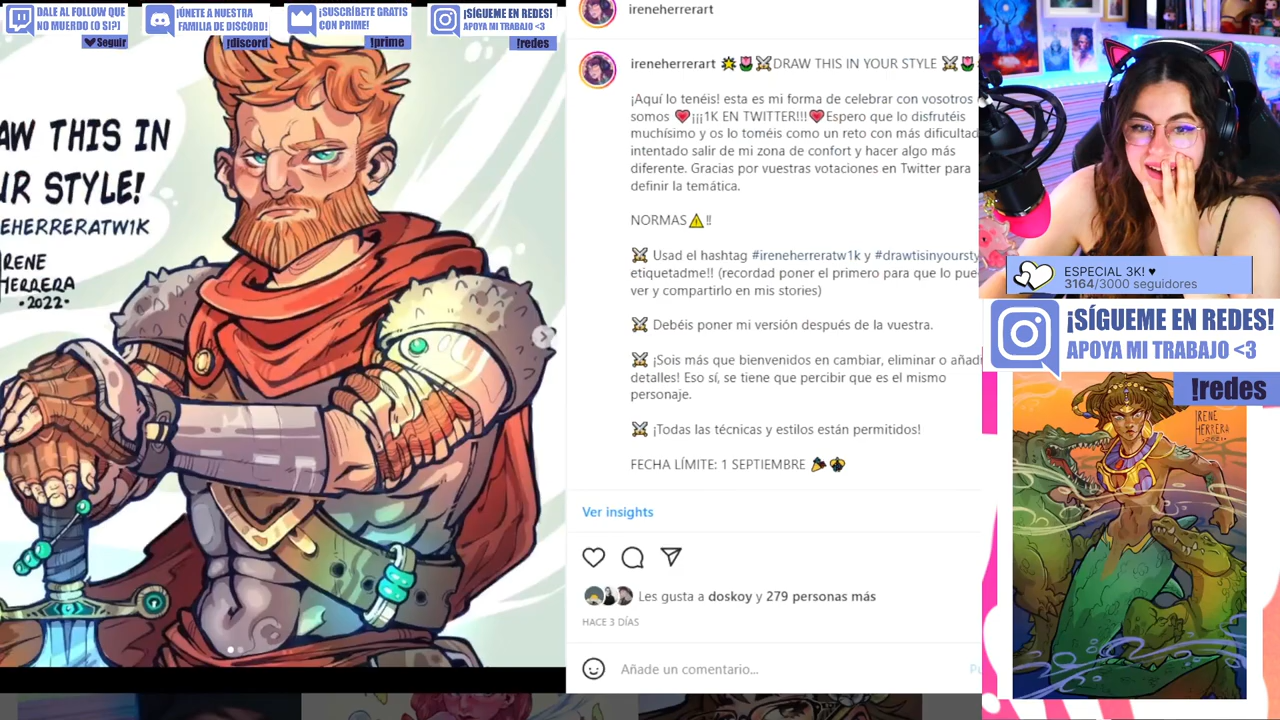 DALE AL FOLLOW QUE
NO MUERDO (O SI?)
Seguir
¡ÚNETE A NUESTRA
FAMILIA DE DISCORD!
!discord
¡SUSCRÍBETE GRATIS
CON PRIME!
!prime
¡SÍGUEME EN REDES!
APOYA MI TRABAJO <3
!redes
AW THIS IN
UR STYLE!
EHERRERATW1K
IRENE
HERRERA
·2022·
ireneherrerart
ireneherrerart 🌟🌷⚔️DRAW THIS IN YOUR STYLE ⚔️🌷
¡Aquí lo tenéis! esta es mi forma de celebrar con vosotros
somos ❤️¡¡¡1K EN TWITTER!!!❤️Espero que lo disfrutéis
muchísimo y os lo toméis como un reto con más dificultad
intentado salir de mi zona de confort y hacer algo más
diferente. Gracias por vuestras votaciones en Twitter para
definir la temática.
NORMAS⚠️‼️
⚔️ Usad el hashtag #ireneherreratw1k y #drawtisinyoursty
etiquetadme!! (recordad poner el primero para que lo pue
ver y compartirlo en mis stories)
⚔️ Debéis poner mi versión después de la vuestra.
⚔️ ¡Sois más que bienvenidos en cambiar, eliminar o añadi
detalles! Eso sí, se tiene que percibir que es el mismo
personaje.
⚔️ ¡Todas las técnicas y estilos están permitidos!
FECHA LÍMITE: 1 SEPTIEMBRE
Ver insights
Les gusta a doskoy y 279 personas más
HACE 3 DÍAS
Añade un comentario...
Pu
ESPECIAL 3K! ♥
3164/3000 seguidores
¡SÍGUEME EN REDES!
APOYA MI TRABAJO <3
!redes
IRENE
HERRERA
·2021·